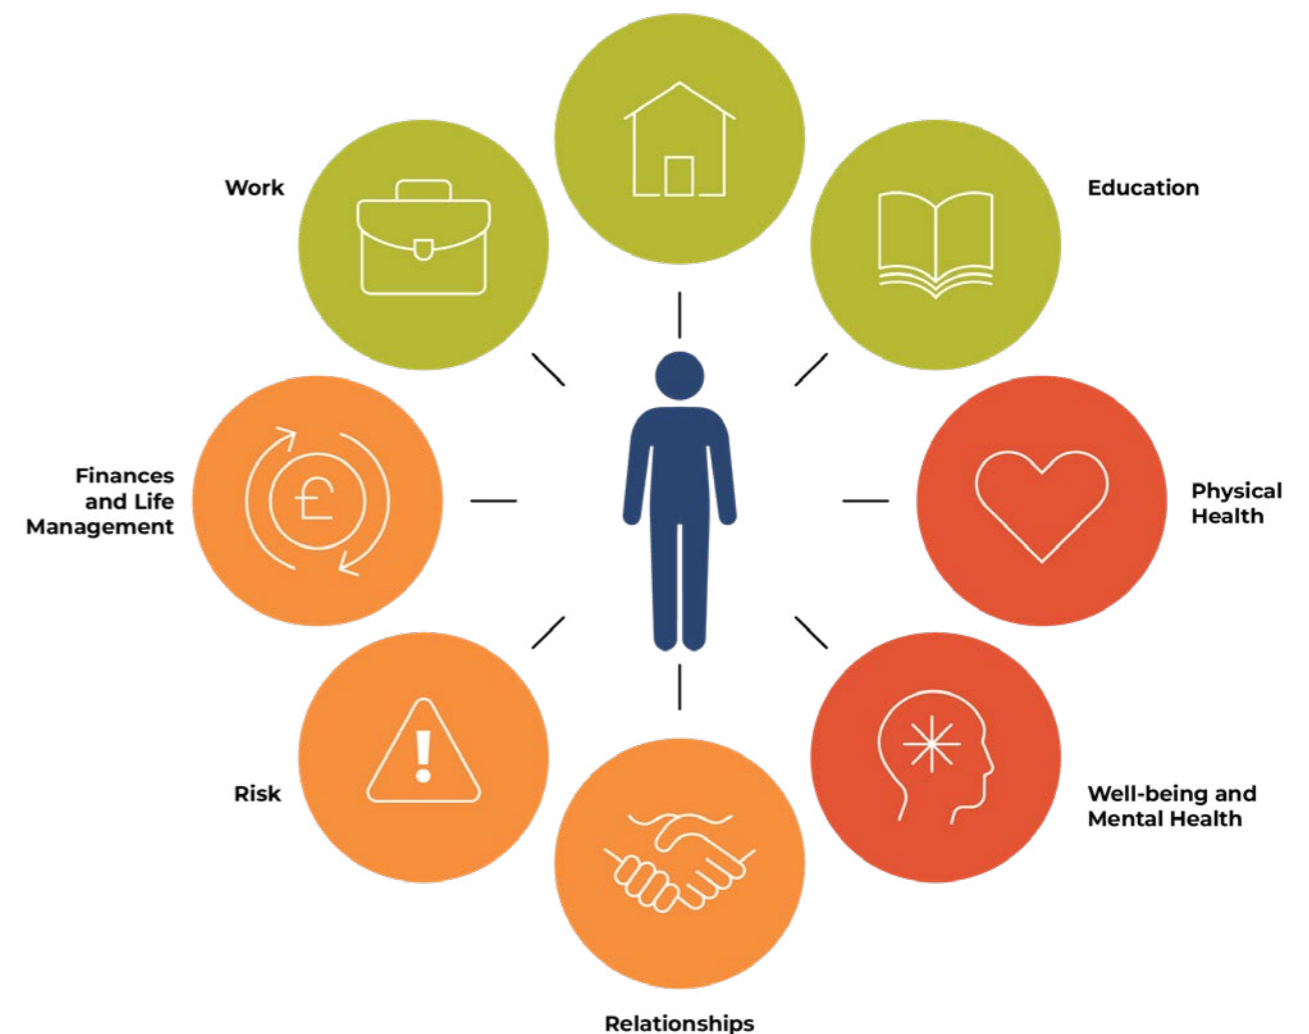 Work
Education
Finances
and Life
Management
£
Physical
Health
!
Risk
Well-being and
Mental Health
Relationships